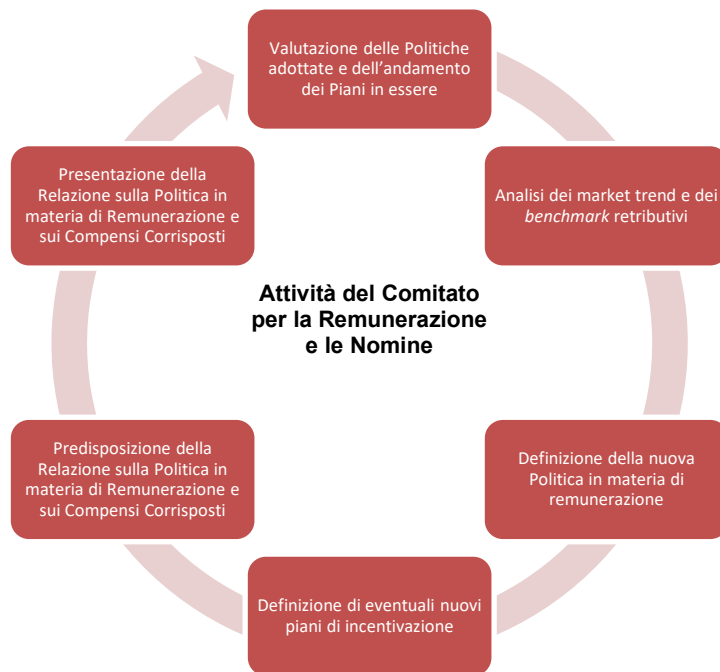 Valutazione delle Politiche
adottate e dell’andamento
dei Piani in essere
Analisi dei market trend e dei
benchmark retributivi
Definizione della nuova
Politica in materia di
remunerazione
Definizione di eventuali nuovi
piani di incentivazione
Predisposizione della
Relazione sulla Politica in
materia di Remunerazione e
sui Compensi Corrisposti
Presentazione della
Relazione sulla Politica in
materia di Remunerazione e
sui Compensi Corrisposti
Attività del Comitato
per la Remunerazione
e le Nomine